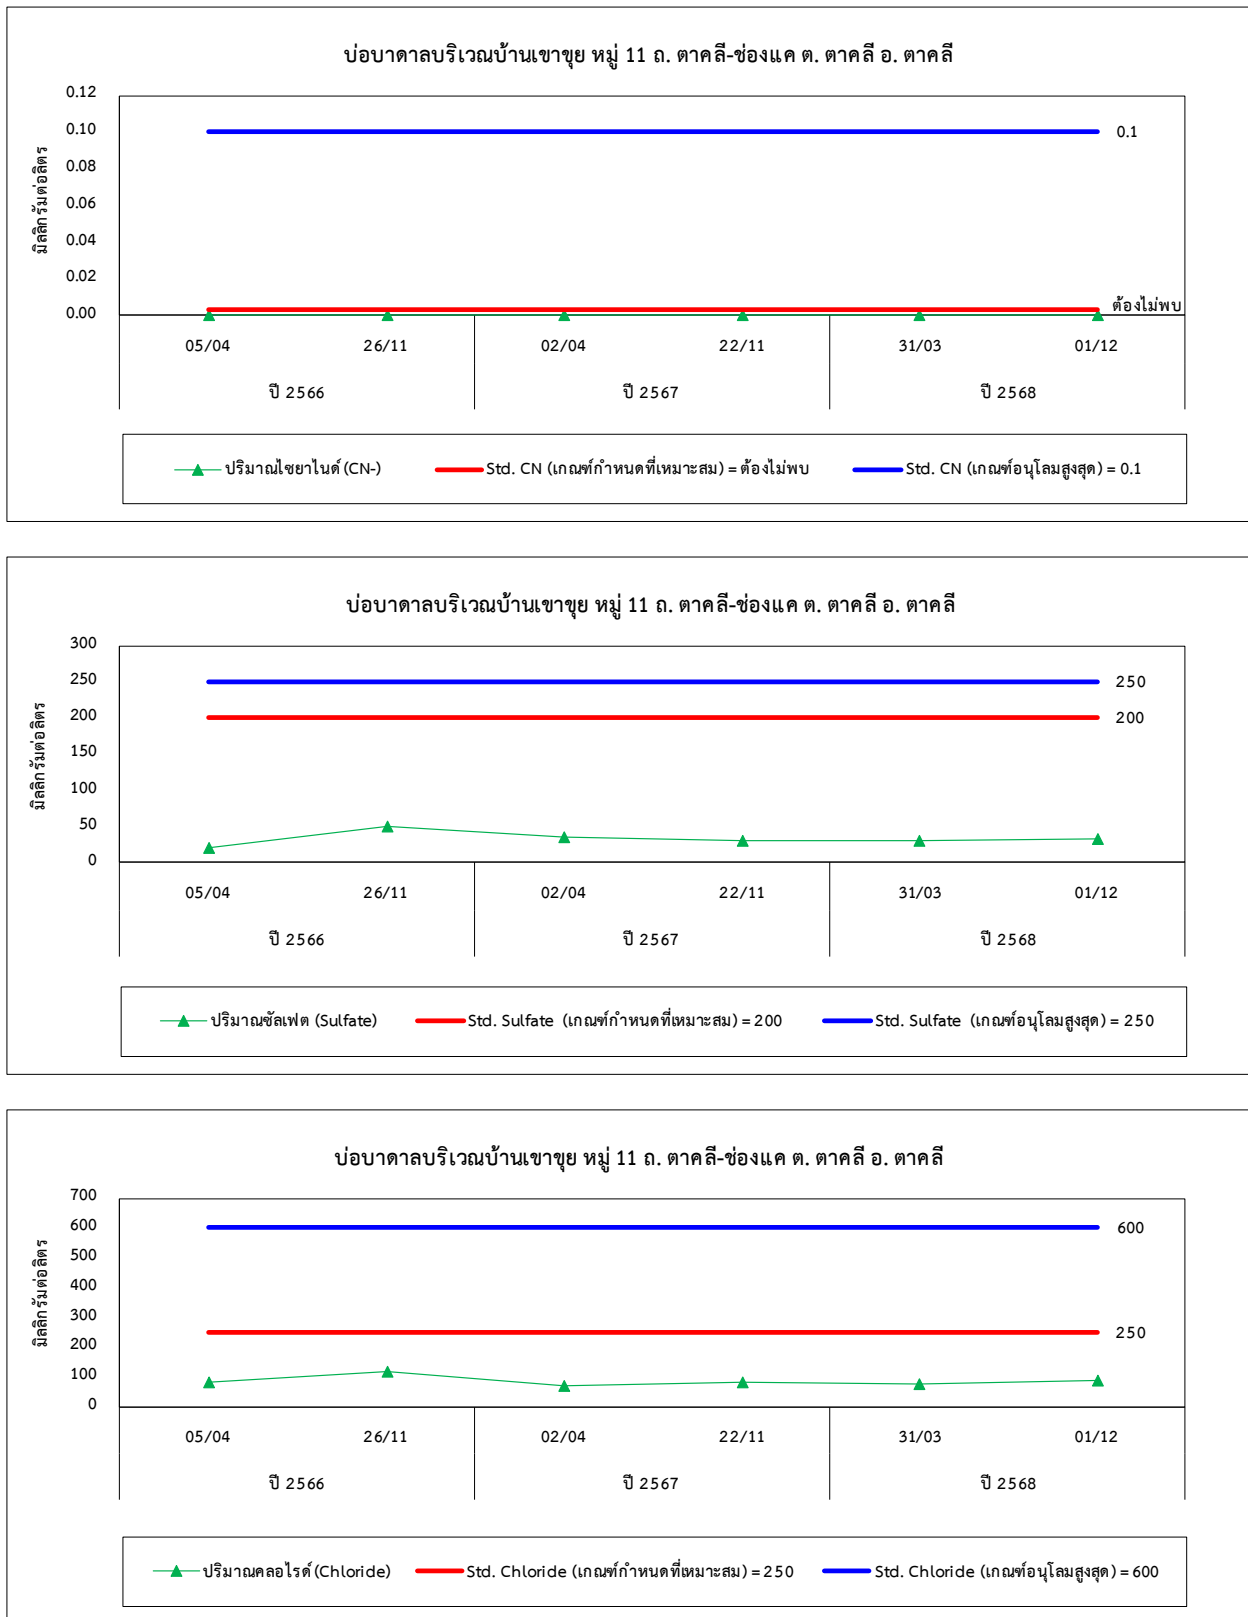 บ่อบาดาลบริเวณบ้านเขาขุย หมู่ 11 ถ. ตาคลี-ช่องแค ต. ตาคลี อ. ตาคลี
มิลลิกรัมต่อลิตร
0.12
0.10
0.08
0.06
0.04
0.02
0.00
0.1
ต้องไม่พบ
05/04 26/11 02/04 22/11 31/03 01/12
ปี 2566 ปี 2567 ปี 2568
ปริมาณไซยาไนด์ (CN-) Std. CN (เกณฑ์กำหนดที่เหมาะสม) = ต้องไม่พบ Std. CN (เกณฑ์อนุโลมสูงสุด) = 0.1
บ่อบาดาลบริเวณบ้านเขาขุย หมู่ 11 ถ. ตาคลี-ช่องแค ต. ตาคลี อ. ตาคลี
มิลลิกรัมต่อลิตร
300
250
200
150
100
50
0
250
200
05/04 26/11 02/04 22/11 31/03 01/12
ปี 2566 ปี 2567 ปี 2568
ปริมาณซัลเฟต (Sulfate) Std. Sulfate (เกณฑ์กำหนดที่เหมาะสม) = 200 Std. Sulfate (เกณฑ์อนุโลมสูงสุด) = 250
บ่อบาดาลบริเวณบ้านเขาขุย หมู่ 11 ถ. ตาคลี-ช่องแค ต. ตาคลี อ. ตาคลี
มิลลิกรัมต่อลิตร
700
600
500
400
300
200
100
0
600
250
05/04 26/11 02/04 22/11 31/03 01/12
ปี 2566 ปี 2567 ปี 2568
ปริมาณคลอไรด์ (Chloride) Std. Chloride (เกณฑ์กำหนดที่เหมาะสม) = 250 Std. Chloride (เกณฑ์อนุโลมสูงสุด) = 600